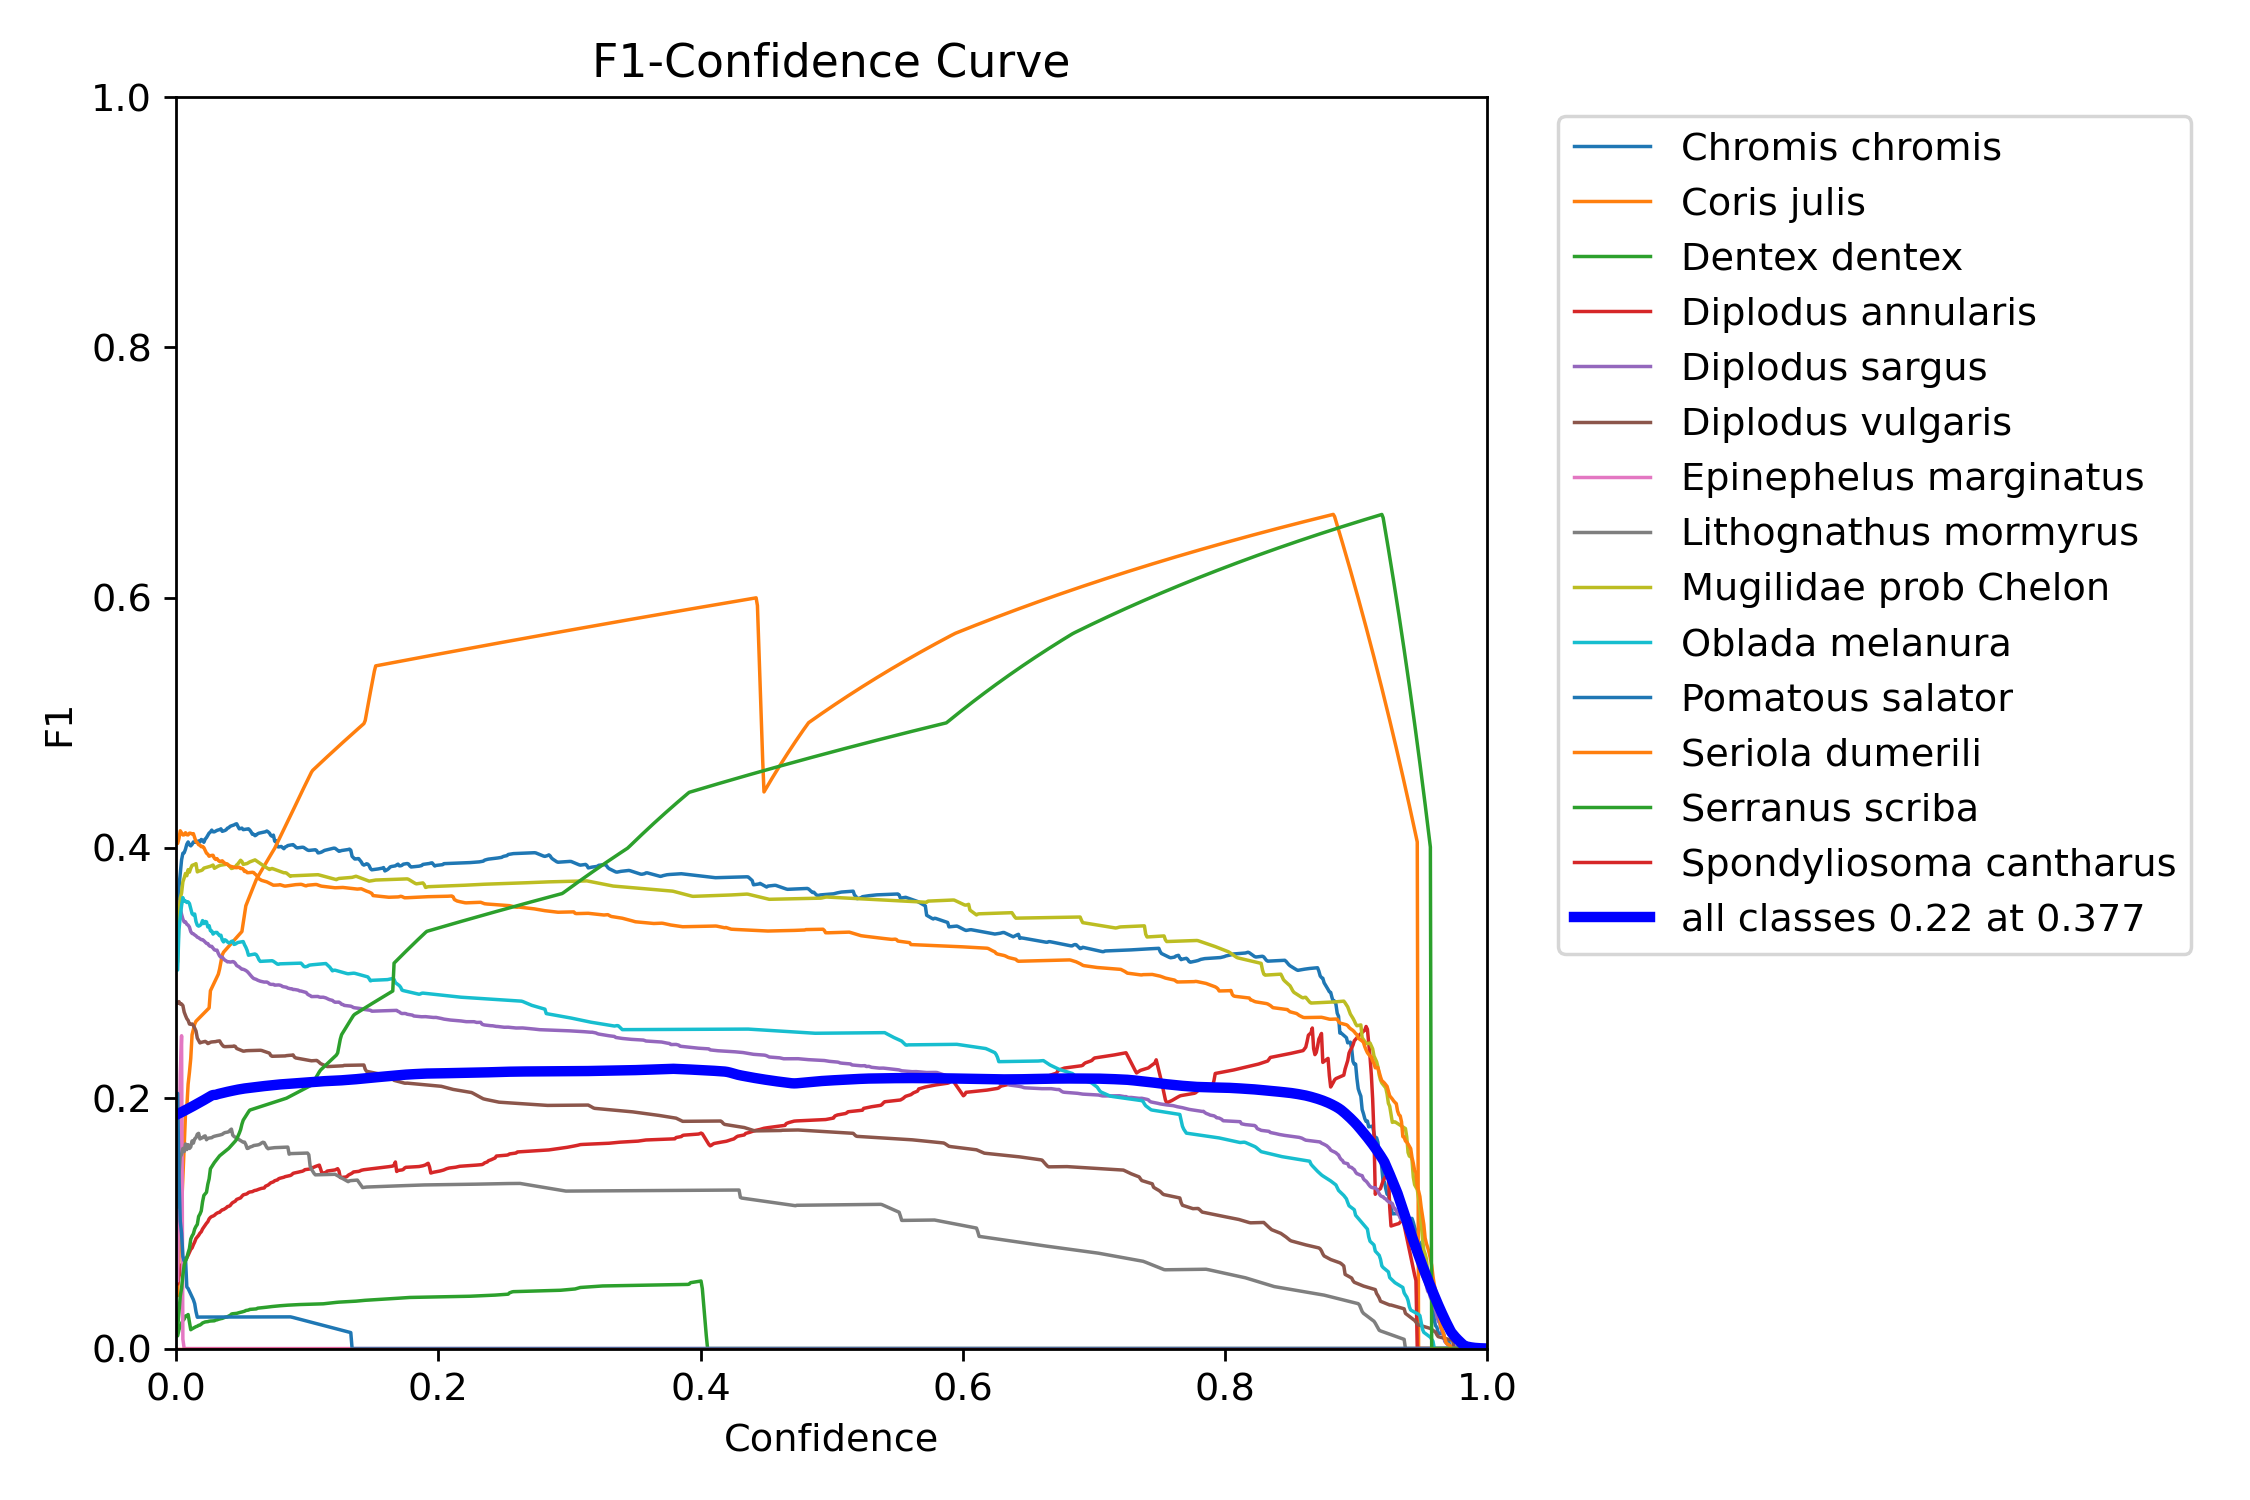 F1-Confidence Curve
1.0
0.8
0.6
0.4
0.2
0.0
F1
0.0 0.2 0.4 0.6 0.8 1.0
Confidence
Chromis chromis
Coris julis
Dentex dentex
Diplodus annularis
Diplodus sargus
Diplodus vulgaris
Epinephelus marginatus
Lithognathus mormyrus
Mugilidae prob Chelon
Oblada melanura
Pomatous salator
Seriola dumerili
Serranus scriba
Spondyliosoma cantharus
all classes 0.22 at 0.377